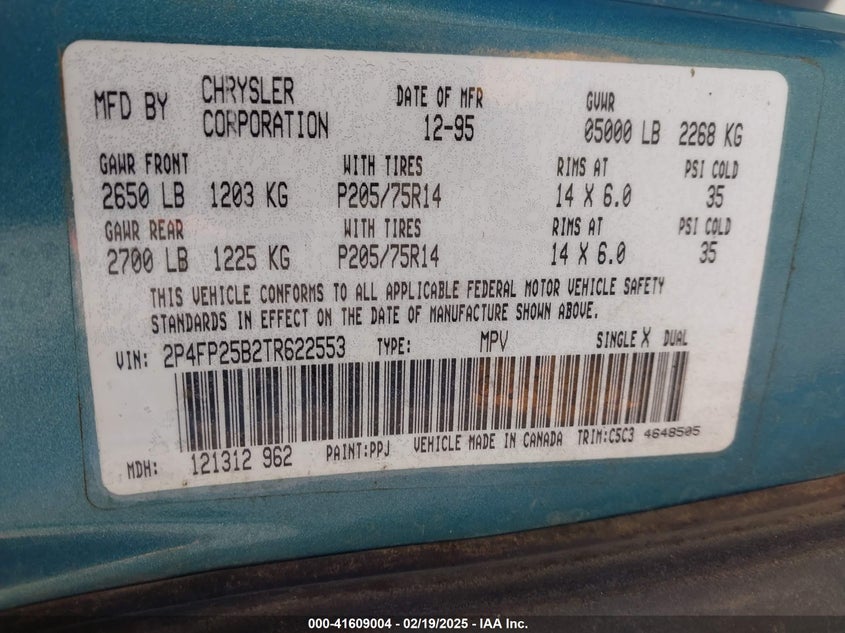 MFD BY CHRYSLER CORPORATION DATE OF MFR 12-95 GVWR 05000 LB 2268 KG
GAWR FRONT WITH TIRES RIMS AT PSI COLD
2650 LB 1203 KG P205/75R14 14 X 6.0 35
GAWR REAR WITH TIRES RIMS AT PSI COLD
2700 LB 1225 KG P205/75R14 14 X 6.0 35
THIS VEHICLE CONFORMS TO ALL APPLICABLE FEDERAL MOTOR VEHICLE SAFETY
STANDARDS IN EFFECT ON THE DATE OF MANUFACTURE SHOWN ABOVE.
VIN: 2P4FP25B2TR622553 TYPE: MPV SINGLE X DUAL
MDH: 121312 962 PAINT:PPJ VEHICLE MADE IN CANADA TRIM:C5C3 4648505
000-41609004 - 02/19/2025 - IAA Inc.